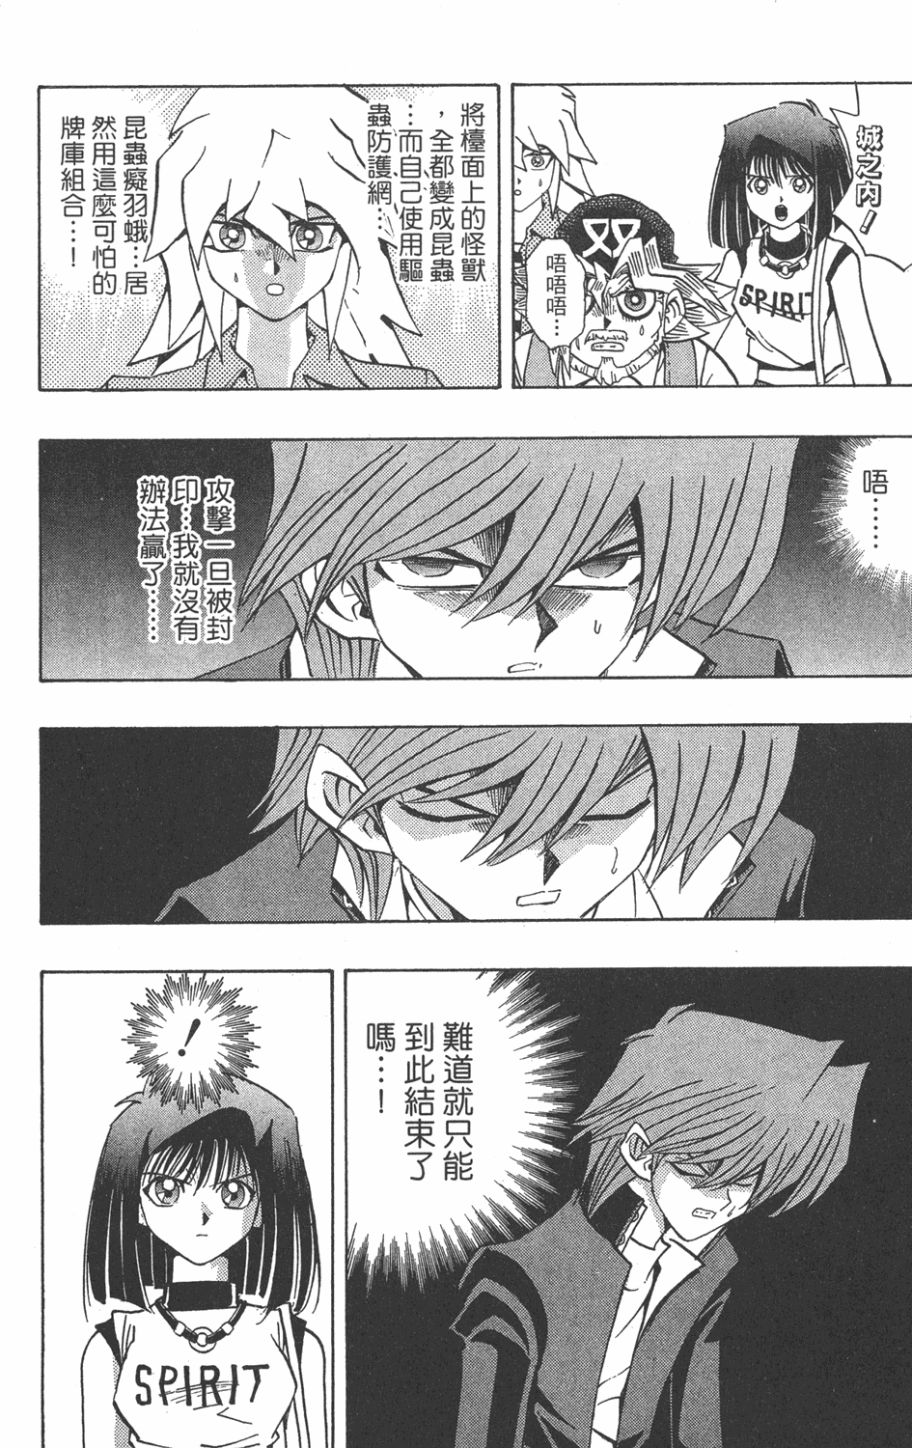 城之內！
唔唔唔…
双
SPIRIT
將檯面上的怪獸
，全都變成昆蟲
…而自己使用驅
蟲防護網…
昆蟲癡羽蛾…居
然用這麼可怕的
牌庫組合…！
唔……
攻擊一旦被封
印…我就沒有
辦法贏了……
難道就只能
到此結束了
嗎…！
！
SPIRIT